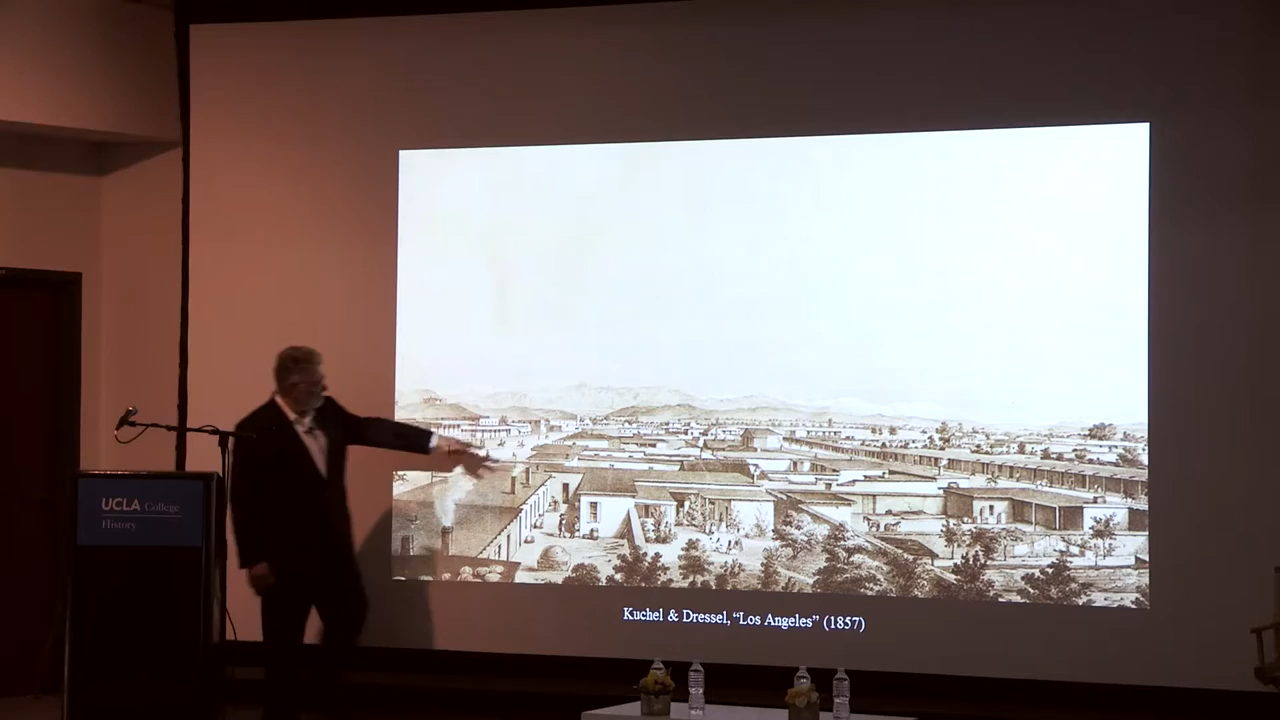 UCLA College
History
Kuchel & Dressel, “Los Angeles” (1857)